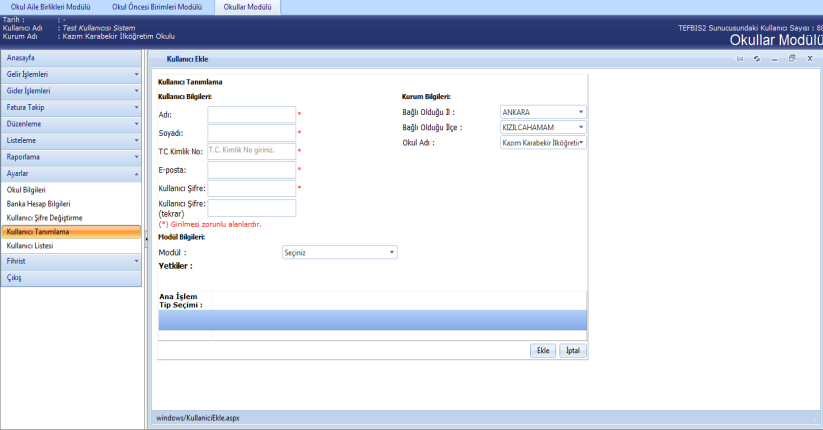 Okul Aile Birlikleri Modülü Okul Öncesi Birimleri Modülü Okullar Modülü
Tarih : : -
Kullanıcı Adı : Test Kullanıcısı Sistem
Kurum Adı : Kazım Karabekir İlköğretim Okulu
TEFBIS2 Sunucusundaki Kullanıcı Sayısı : 88
Okullar Modülü
Anasayfa
Gelir İşlemleri
Gider İşlemleri
Fatura Takip
Düzenleme
Listeleme
Raporlama
Ayarlar
Okul Bilgileri
Banka Hesap Bilgileri
Kullanıcı Şifre Değiştirme
Kullanıcı Tanımlama
Kullanıcı Listesi
Fihrist
Çıkış
Kullanıcı Ekle
Kullanıcı Tanımlama
Kullanıcı Bilgileri:
Adı: *
Soyadı: *
TC Kimlik No: T.C. Kimlik No giriniz. *
E-posta: *
Kullanıcı Şifre: *
Kullanıcı Şifre:
(tekrar)
(*) Girilmesi zorunlu alanlardır.
Kurum Bilgileri:
Bağlı Olduğu İl : ANKARA
Bağlı Olduğu İlçe : KIZILCAHAMAM
Okul Adı : Kazım Karabekir İlköğretin
Modül Bilgileri:
Modül : Seçiniz
Yetkiler :
Ana İşlem
Tip Seçimi :
Ekle İptal
windows/KullaniciEkle.aspx